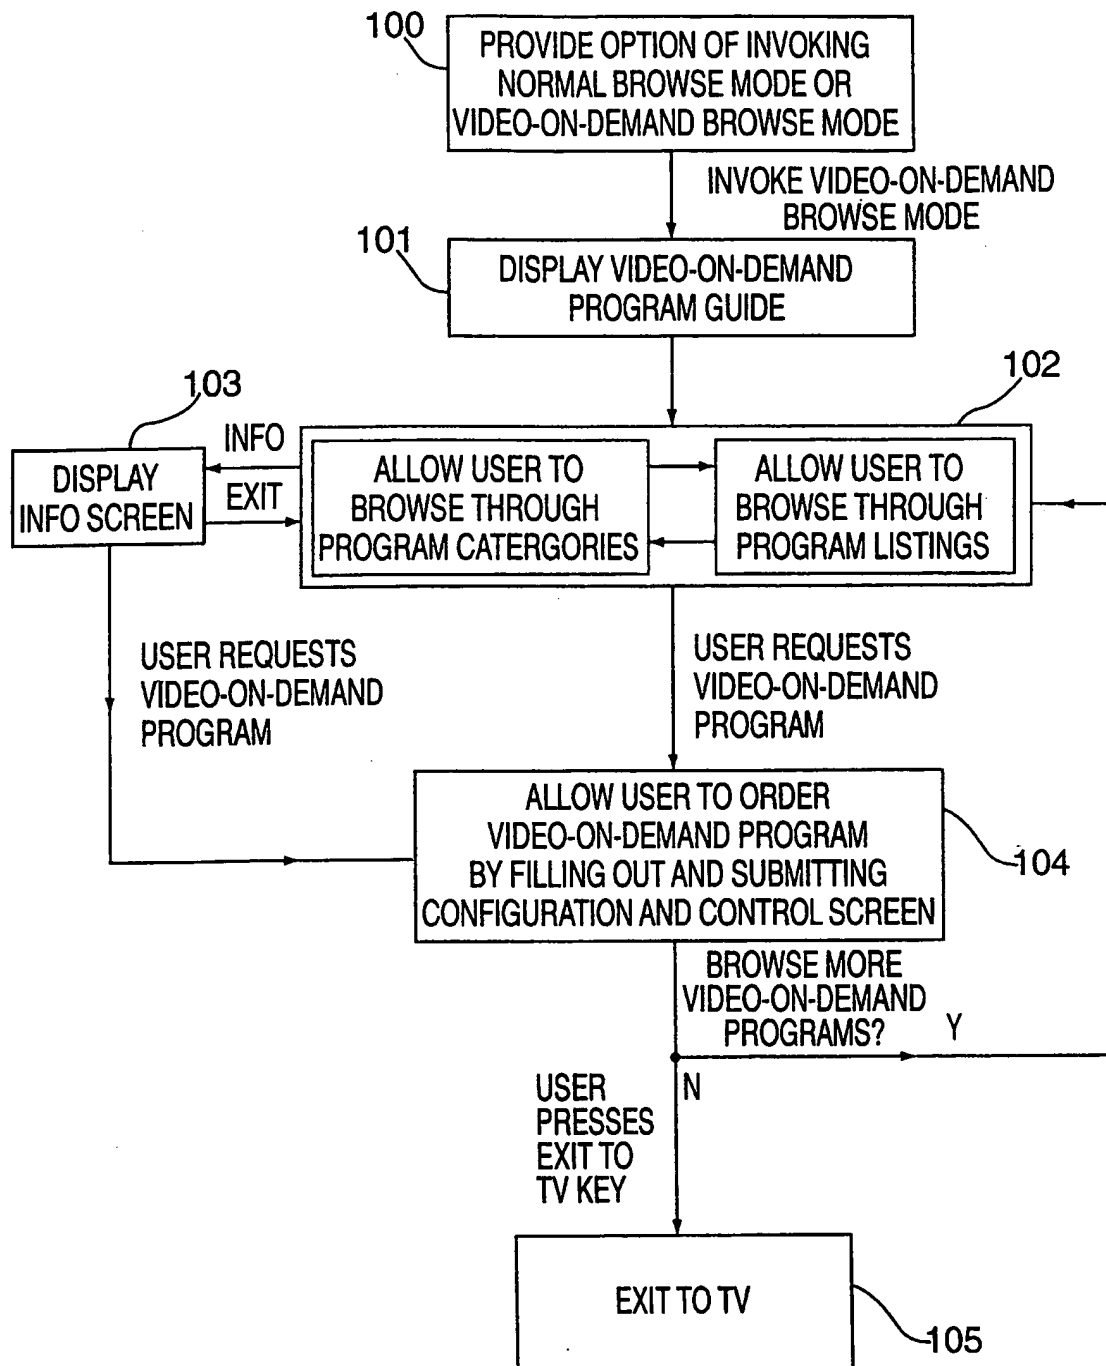 100
PROVIDE OPTION OF INVOKING
NORMAL BROWSE MODE OR
VIDEO-ON-DEMAND BROWSE MODE
INVOKE VIDEO-ON-DEMAND
BROWSE MODE
101
DISPLAY VIDEO-ON-DEMAND
PROGRAM GUIDE
102
103
INFO
EXIT
DISPLAY
INFO SCREEN
ALLOW USER TO
BROWSE THROUGH
PROGRAM CATERGORIES
ALLOW USER TO
BROWSE THROUGH
PROGRAM LISTINGS
USER REQUESTS
VIDEO-ON-DEMAND
PROGRAM
USER REQUESTS
VIDEO-ON-DEMAND
PROGRAM
ALLOW USER TO ORDER
VIDEO-ON-DEMAND PROGRAM
BY FILLING OUT AND SUBMITTING
CONFIGURATION AND CONTROL SCREEN
104
BROWSE MORE
VIDEO-ON-DEMAND
PROGRAMS?
Y
N
USER
PRESSES
EXIT TO
TV KEY
EXIT TO TV
105